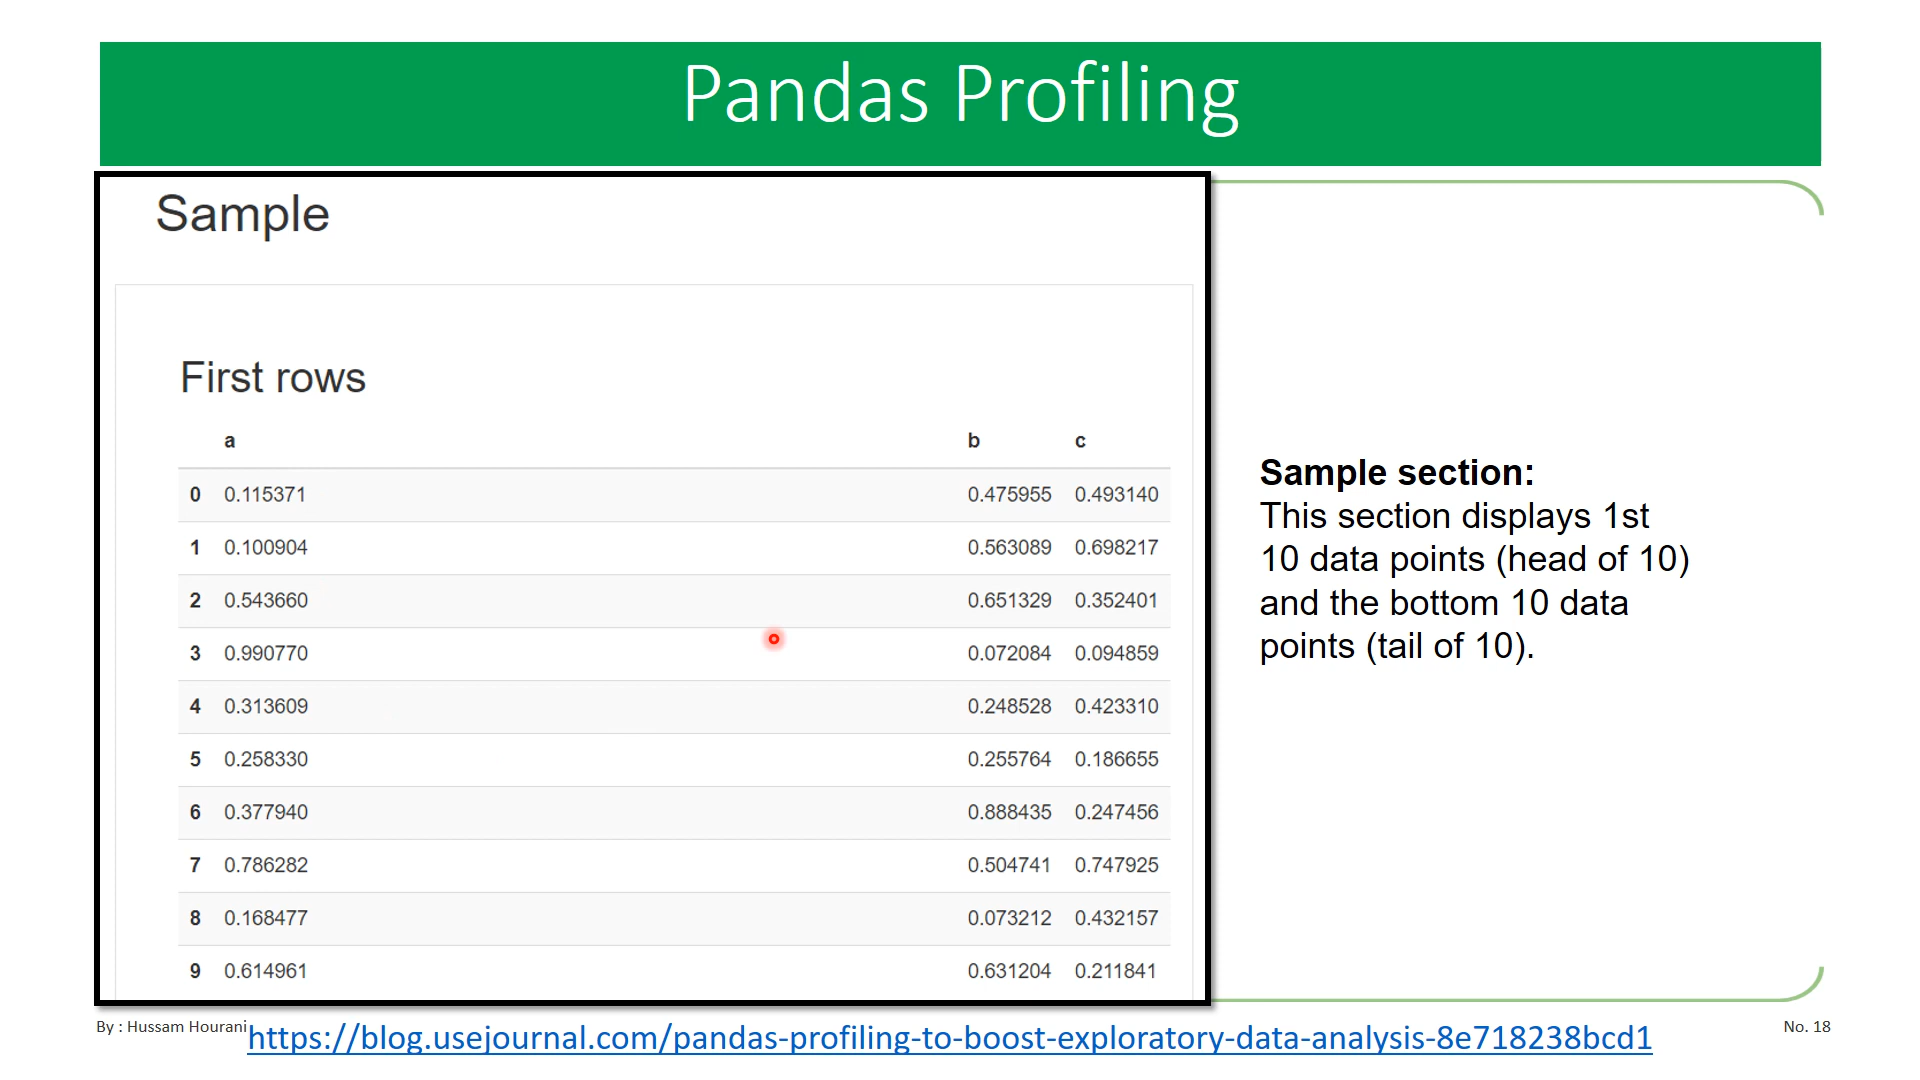 Pandas Profiling
Sample
First rows
a b c
0 0.115371 0.475955 0.493140
1 0.100904 0.563089 0.698217
2 0.543660 0.651329 0.352401
3 0.990770 0.072084 0.094859
4 0.313609 0.248528 0.423310
5 0.258330 0.255764 0.186655
6 0.377940 0.888435 0.247456
7 0.786282 0.504741 0.747925
8 0.168477 0.073212 0.432157
9 0.614961 0.631204 0.211841
Sample section:
This section displays 1st
10 data points (head of 10)
and the bottom 10 data
points (tail of 10).
By : Hussam Hourani
https://blog.usejournal.com/pandas-profiling-to-boost-exploratory-data-analysis-8e718238bcd1
No. 18